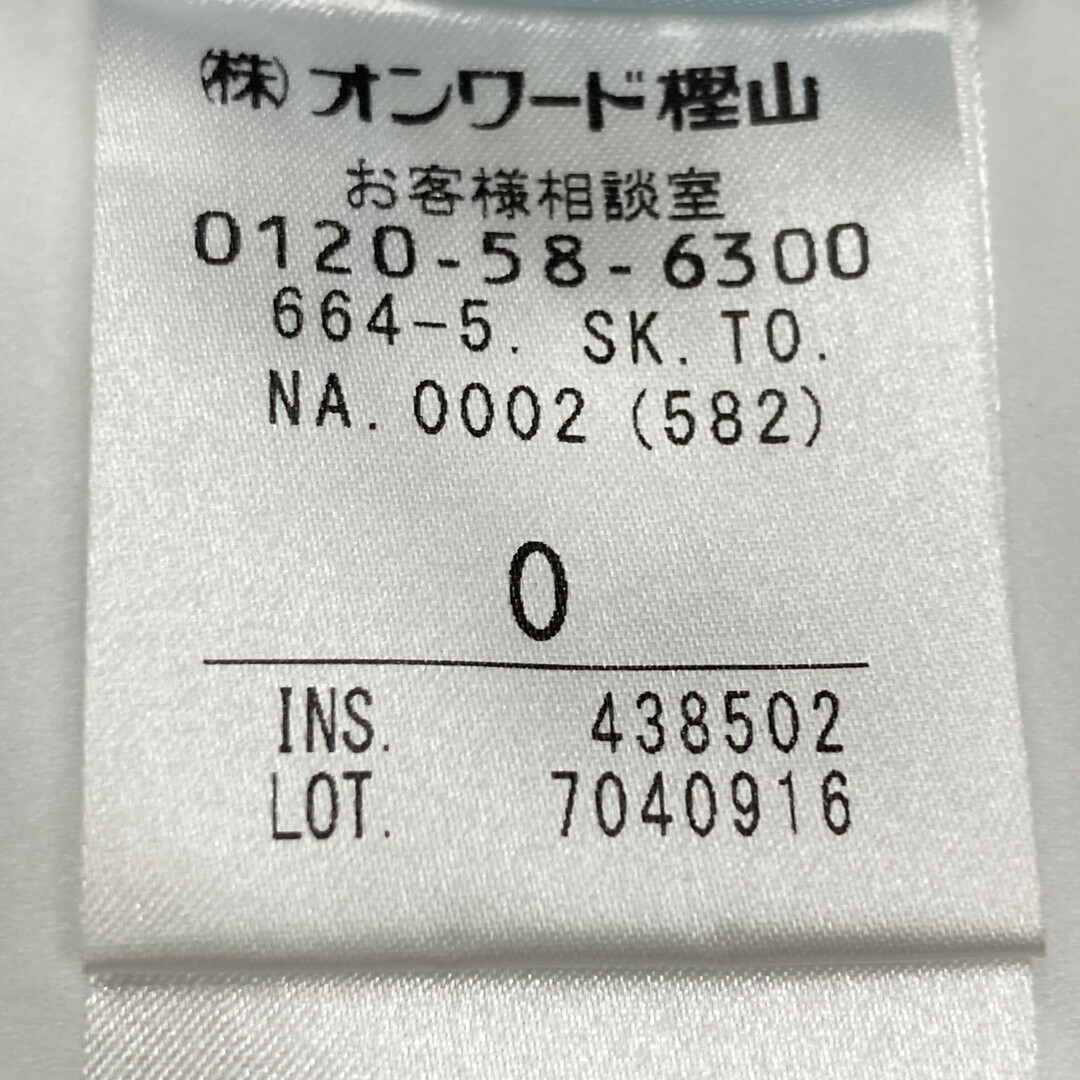 ㈱オンワード樫山
お客様相談室
0120-58-6300
664-5. SK. TO.
NA. 0002 (582)
0
INS. 438502
LOT. 7040916